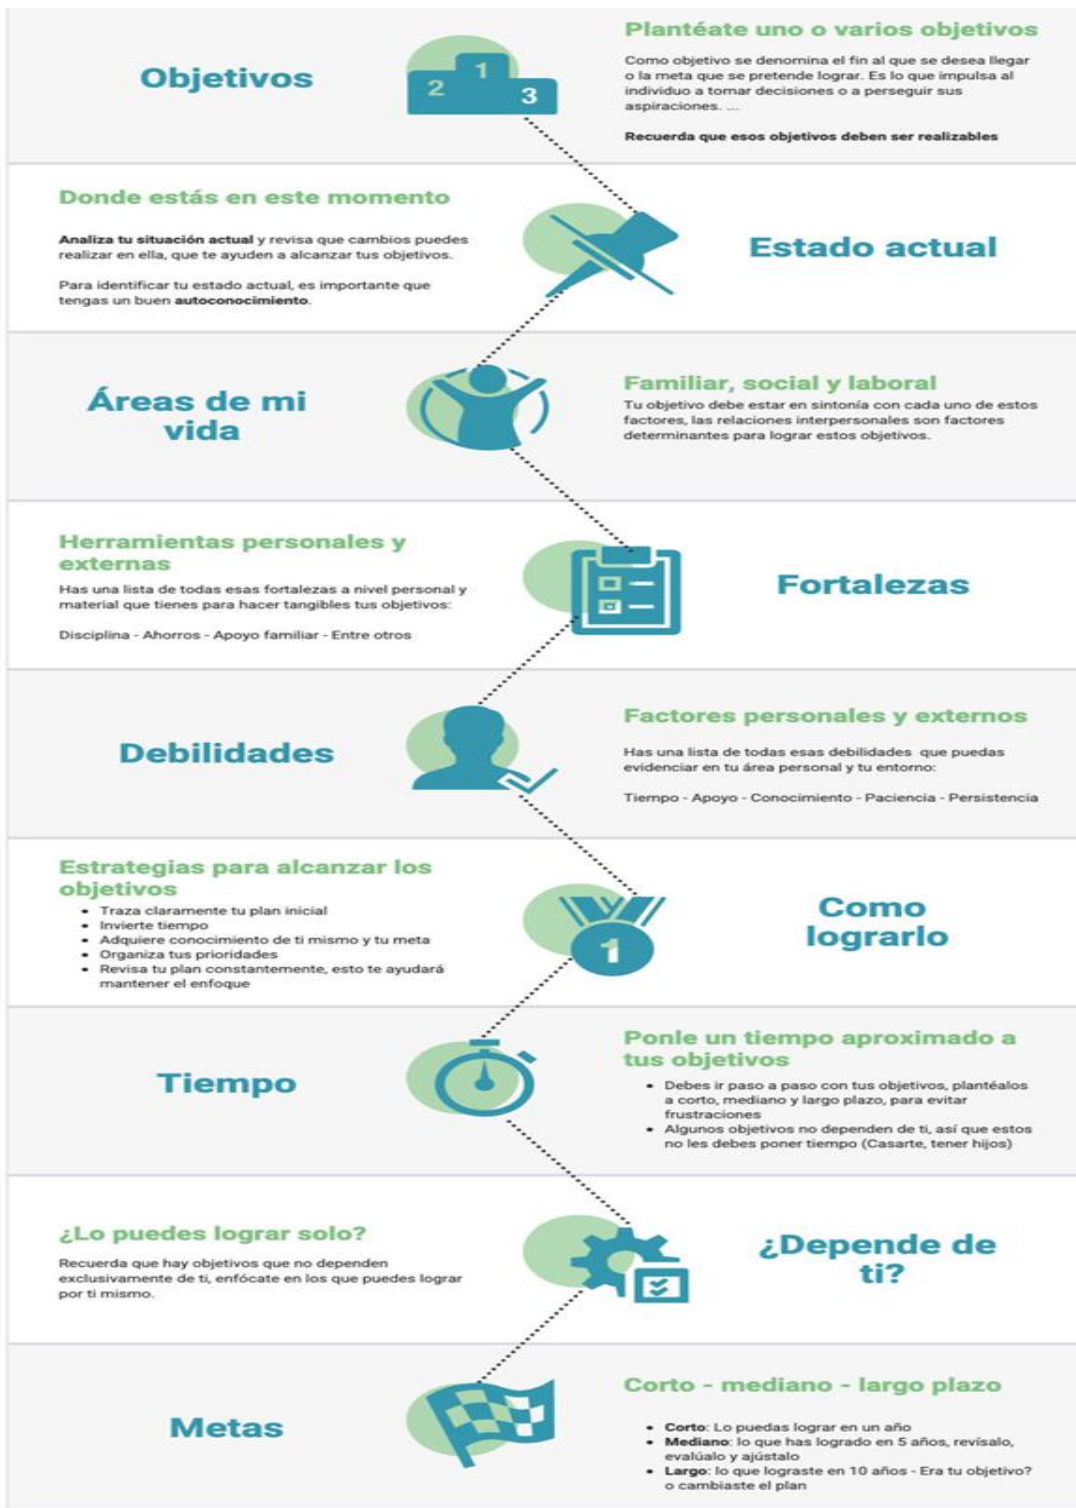 Objetivos
2 1 3
Plantéate uno o varios objetivos
Como objetivo se denomina el fin al que se desea llegar
o la meta que se pretende lograr. Es lo que impulsa al
individuo a tomar decisiones o a perseguir sus
aspiraciones. ...
Recuerda que esos objetivos deben ser realizables
Donde estás en este momento
Analiza tu situación actual y revisa que cambios puedes
realizar en ella, que te ayuden a alcanzar tus objetivos.
Para identificar tu estado actual, es importante que
tengas un buen autoconocimiento.
Estado actual
Áreas de mi
vida
Familiar, social y laboral
Tu objetivo debe estar en sintonía con cada uno de estos
factores, las relaciones interpersonales son factores
determinantes para lograr estos objetivos.
Herramientas personales y
externas
Has una lista de todas esas fortalezas a nivel personal y
material que tienes para hacer tangibles tus objetivos:
Disciplina - Ahorros - Apoyo familiar - Entre otros
Fortalezas
Debilidades
Factores personales y externos
Has una lista de todas esas debilidades que puedas
evidenciar en tu área personal y tu entorno:
Tiempo - Apoyo - Conocimiento - Paciencia - Persistencia
Estrategias para alcanzar los
objetivos
• Traza claramente tu plan inicial
• Invierte tiempo
• Adquiere conocimiento de ti mismo y tu meta
• Organiza tus prioridades
• Revisa tu plan constantemente, esto te ayudará
mantener el enfoque
1
Como
lograrlo
Tiempo
Ponle un tiempo aproximado a
tus objetivos
• Debes ir paso a paso con tus objetivos, plantéalos
a corto, mediano y largo plazo, para evitar
frustraciones
• Algunos objetivos no dependen de ti, así que estos
no les debes poner tiempo (Casarte, tener hijos)
¿Lo puedes lograr solo?
Recuerda que hay objetivos que no dependen
exclusivamente de ti, enfócate en los que puedes lograr
por ti mismo.
¿Depende de
ti?
Metas
Corto - mediano - largo plazo
• Corto: Lo puedas lograr en un año
• Mediano: lo que has logrado en 5 años, revísalo,
evalúalo y ajústalo
• Largo: lo que lograste en 10 años - Era tu objetivo?
o cambiaste el plan